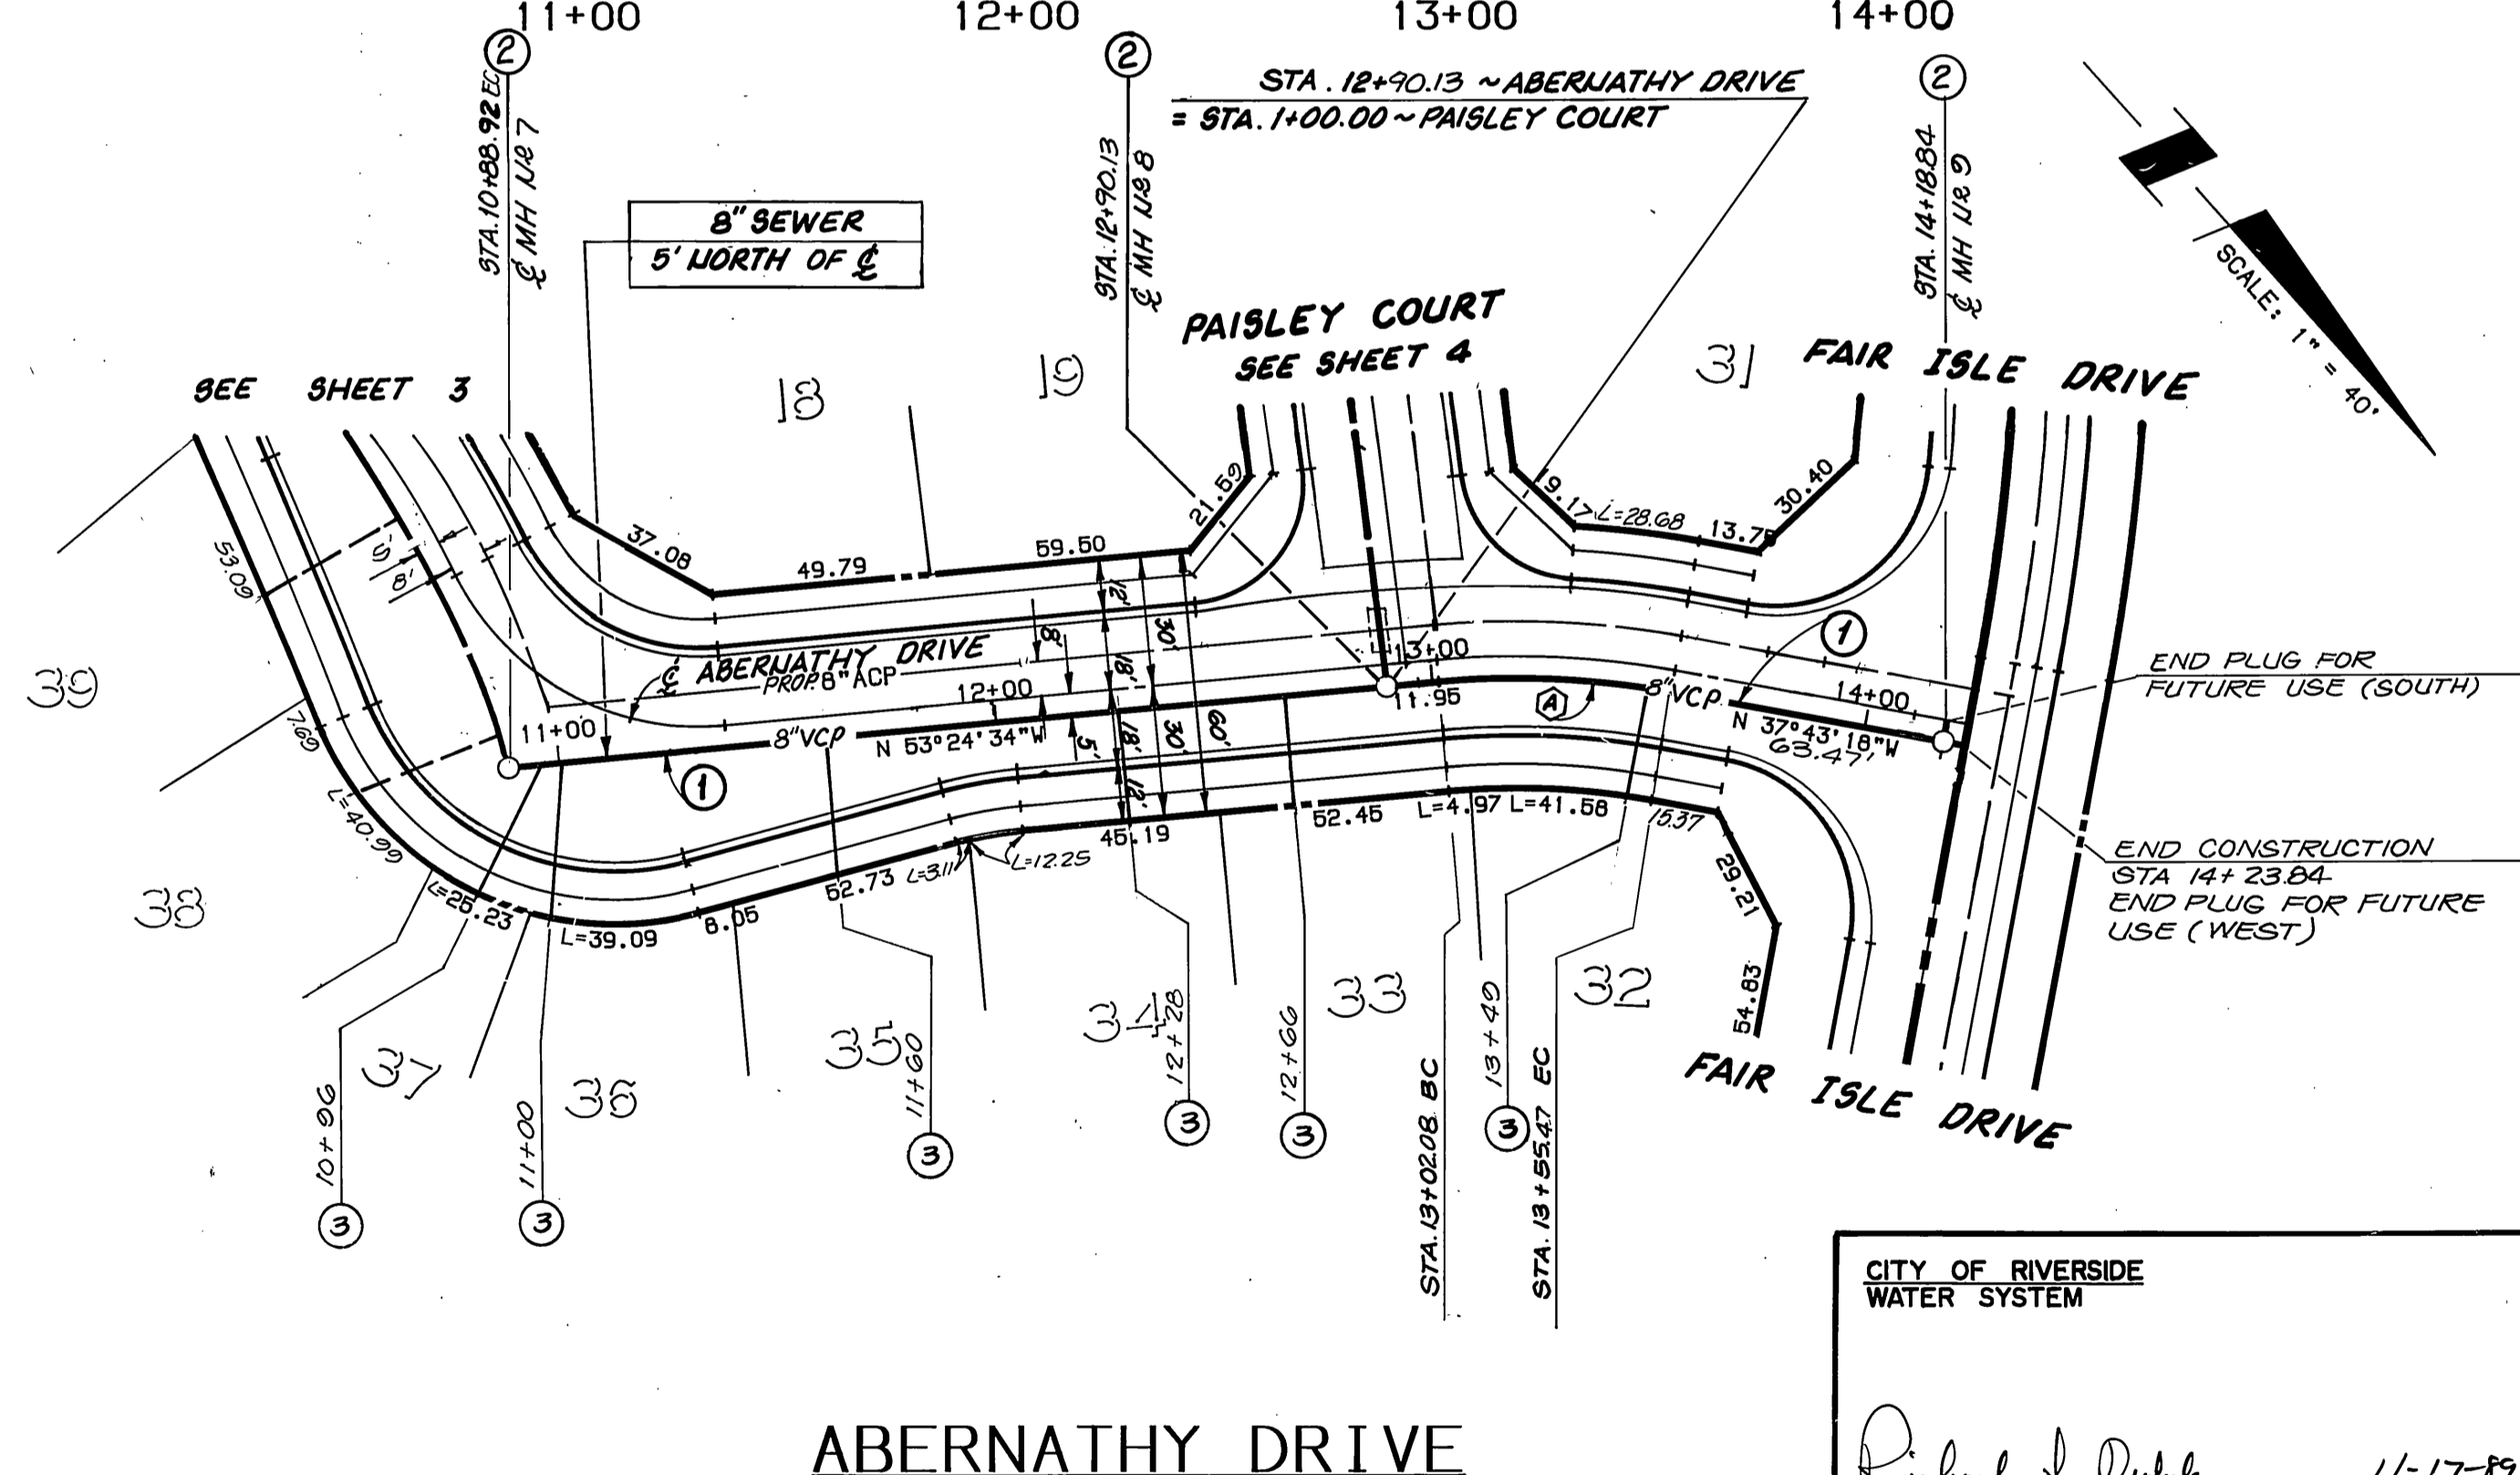 11+00 12+00 13+00 14+00
2 2 2
STA. 10+88.92 EC
℄ MH № 7
STA. 12+90.13
℄ MH № 8
STA. 12+90.13 ~ ABERNATHY DRIVE
= STA. 1+00.00 ~ PAISLEY COURT
STA. 14+18.84
℄ MH № 9
SCALE: 1" = 40'
8" SEWER
5' NORTH OF ℄
PAISLEY COURT
SEE SHEET 4
SEE SHEET 3
18
19
31
FAIR ISLE DRIVE
37.08
49.79
59.50
21.59
19.17
L=28.68
13.75
30.40
53.09
5'
8'
39
7.69
℄ ABERNATHY DRIVE
PROP. 8" ACP
12'
18'
30'
8'
13+00
12+00
11+00
11.95
A
8" VCP
1
14+00
N 37°43'18"W
63.47'
END PLUG FOR
FUTURE USE (SOUTH)
8" VCP
N 53°24'34"W
5'
18'
30'
60'
12'
1
L=40.99
L=25.23
L=39.09
8.05
52.73
L=3.11
L=12.25
45.19
52.45
L=4.97
L=41.58
15.37
29.21
54.83
END CONSTRUCTION
STA 14+23.84
END PLUG FOR FUTURE
USE (WEST)
38
37
36
35
34
33
32
10+96
11+00
11+60
12+28
12+66
STA. 13+02.08 BC
13+49
STA. 13+55.47 EC
3 3 3 3 3 3
FAIR ISLE DRIVE
CITY OF RIVERSIDE
WATER SYSTEM
11-17-89
ABERNATHY DRIVE